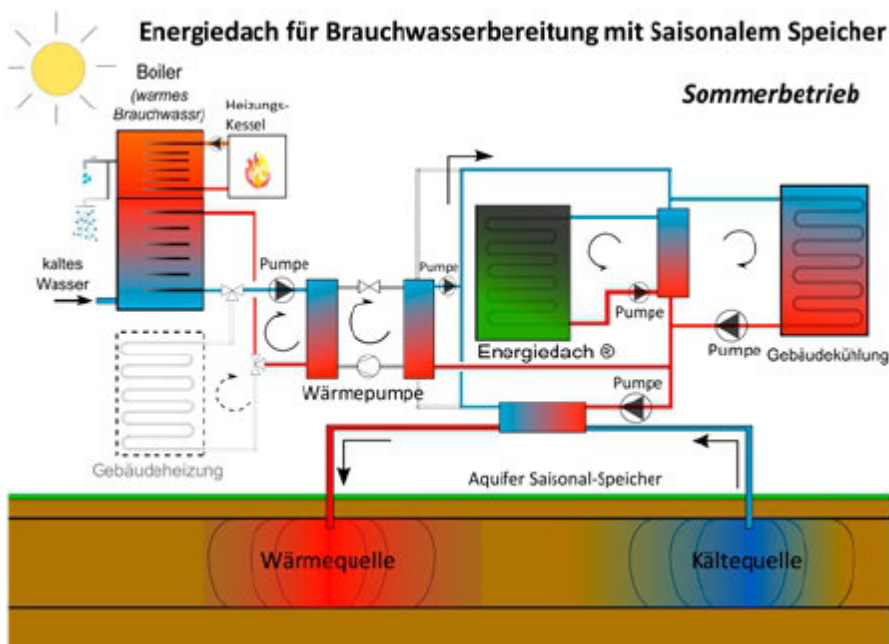 Energiedach für Brauchwasserbereitung mit Saisonalem Speicher
Sommerbetrieb
Boiler
(warmes
Brauchwassr)
Heizungs-
Kessel
kaltes
Wasser
Pumpe
Pumpe
Pumpe
Pumpe
Gebäudekühlung
Energiedach ®
Wärmepumpe
Pumpe
Gebäudeheizung
Aquifer Saisonal-Speicher
Wärmequelle
Kältequelle